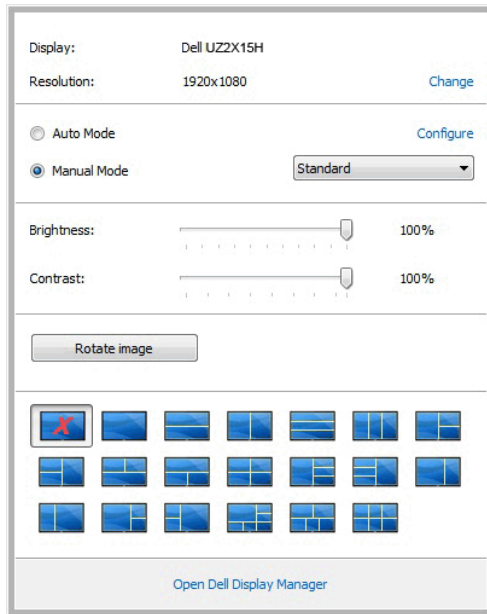 Display: Dell UZ2X15H
Resolution: 1920x1080 Change
Auto Mode Configure
Manual Mode Standard
Brightness: 100%
Contrast: 100%
Rotate image
X
Open Dell Display Manager